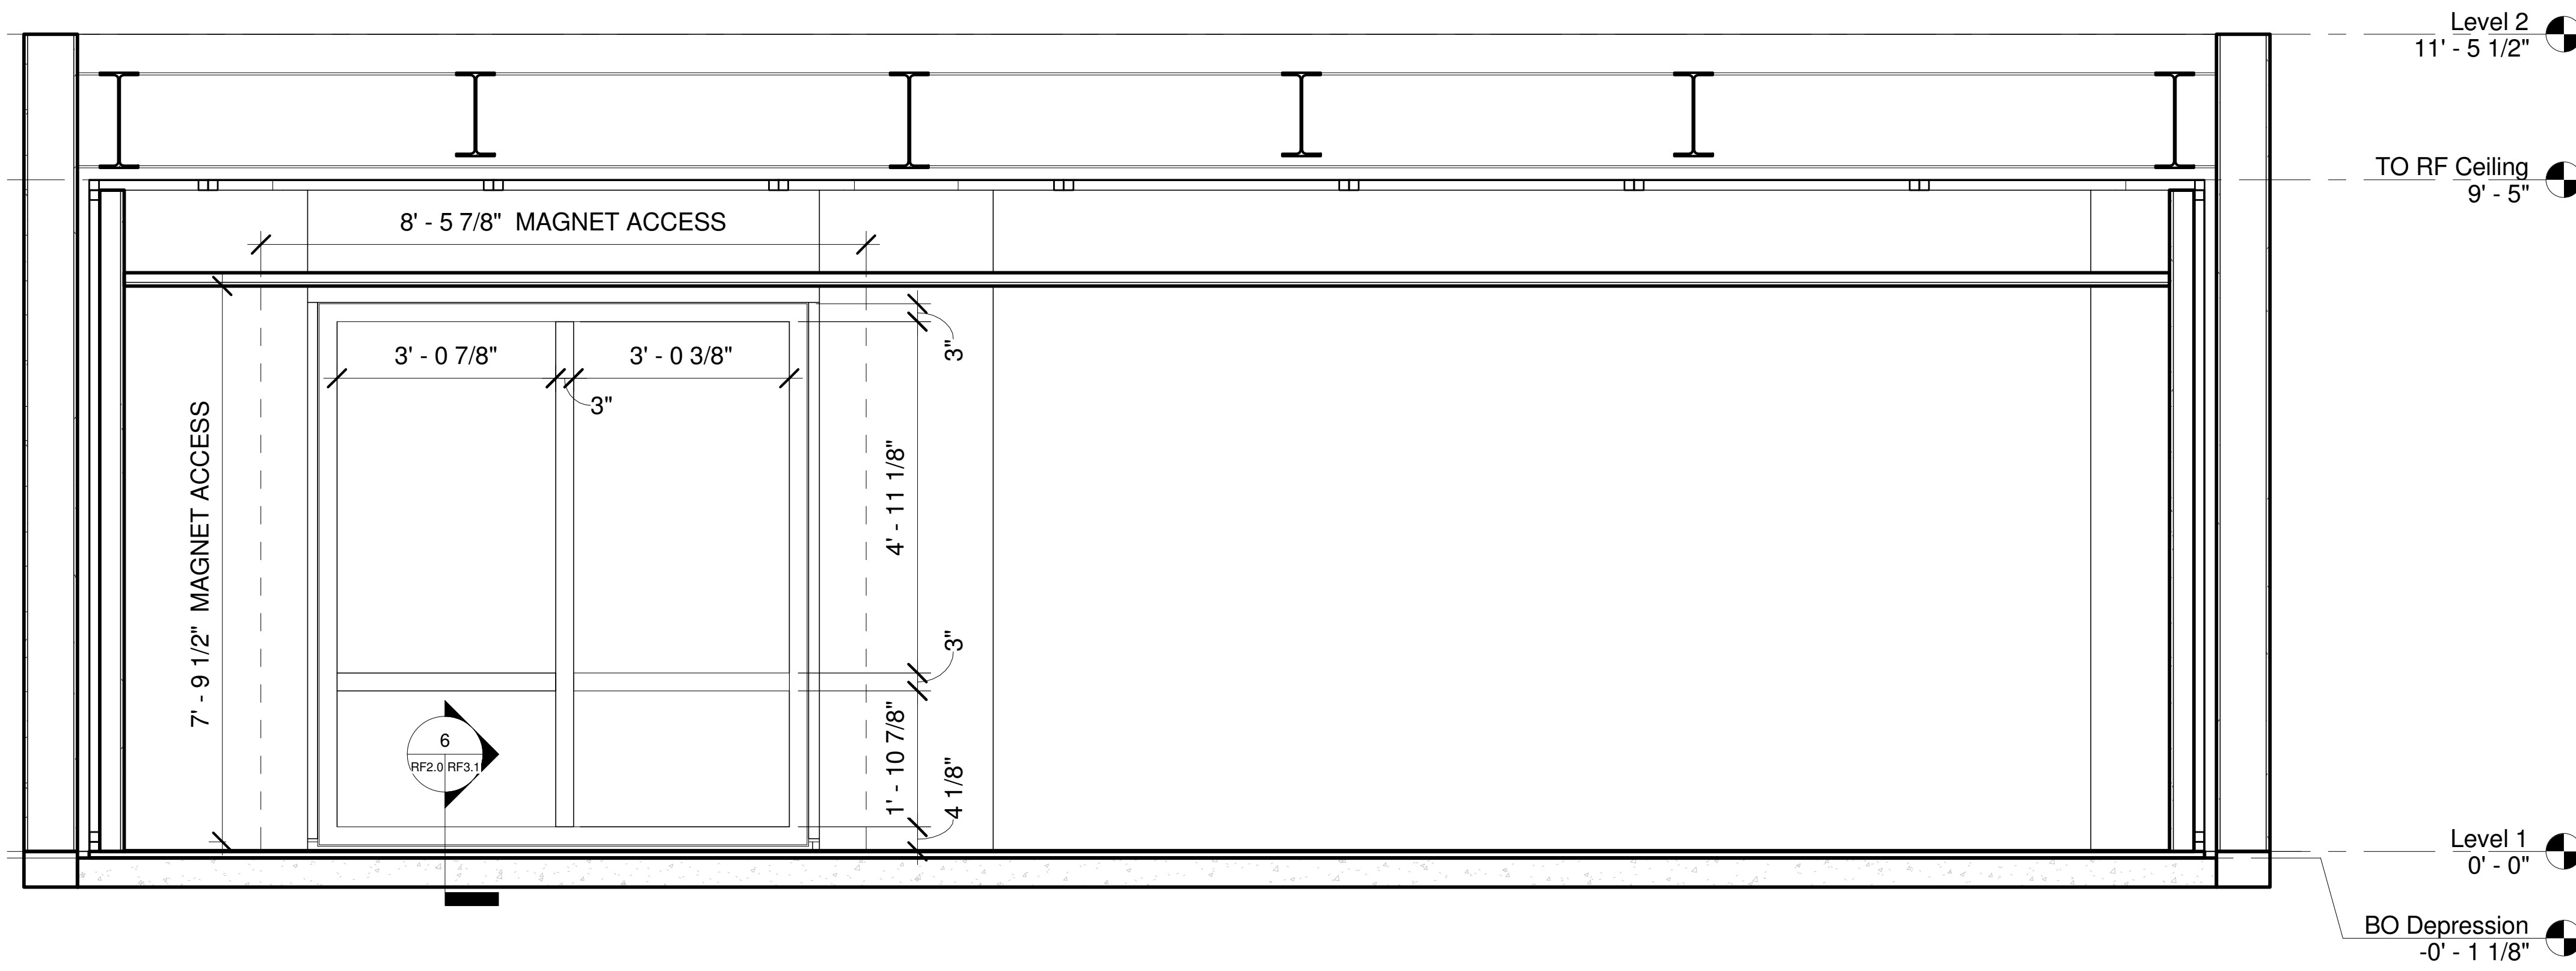 Level 2
11' - 5 1/2"
TO RF Ceiling
9' - 5"
8' - 5 7/8" MAGNET ACCESS
3"
3' - 0 7/8"
3' - 0 3/8"
3"
7' - 9 1/2" MAGNET ACCESS
4' - 11 1/8"
3"
1' - 10 7/8"
4 1/8"
6
RF2.0 RF3.1
Level 1
0' - 0"
BO Depression
-0' - 1 1/8"